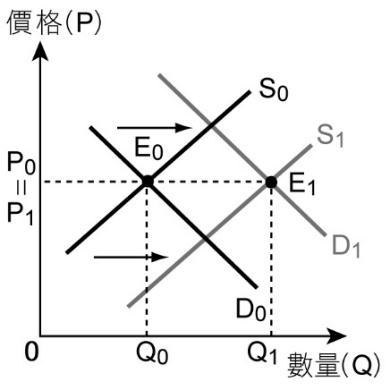 價格(P)
S₀
E₀
S₁
P₀
=
P₁
E₁
D₁
D₀
0
Q₀
Q₁
數量(Q)